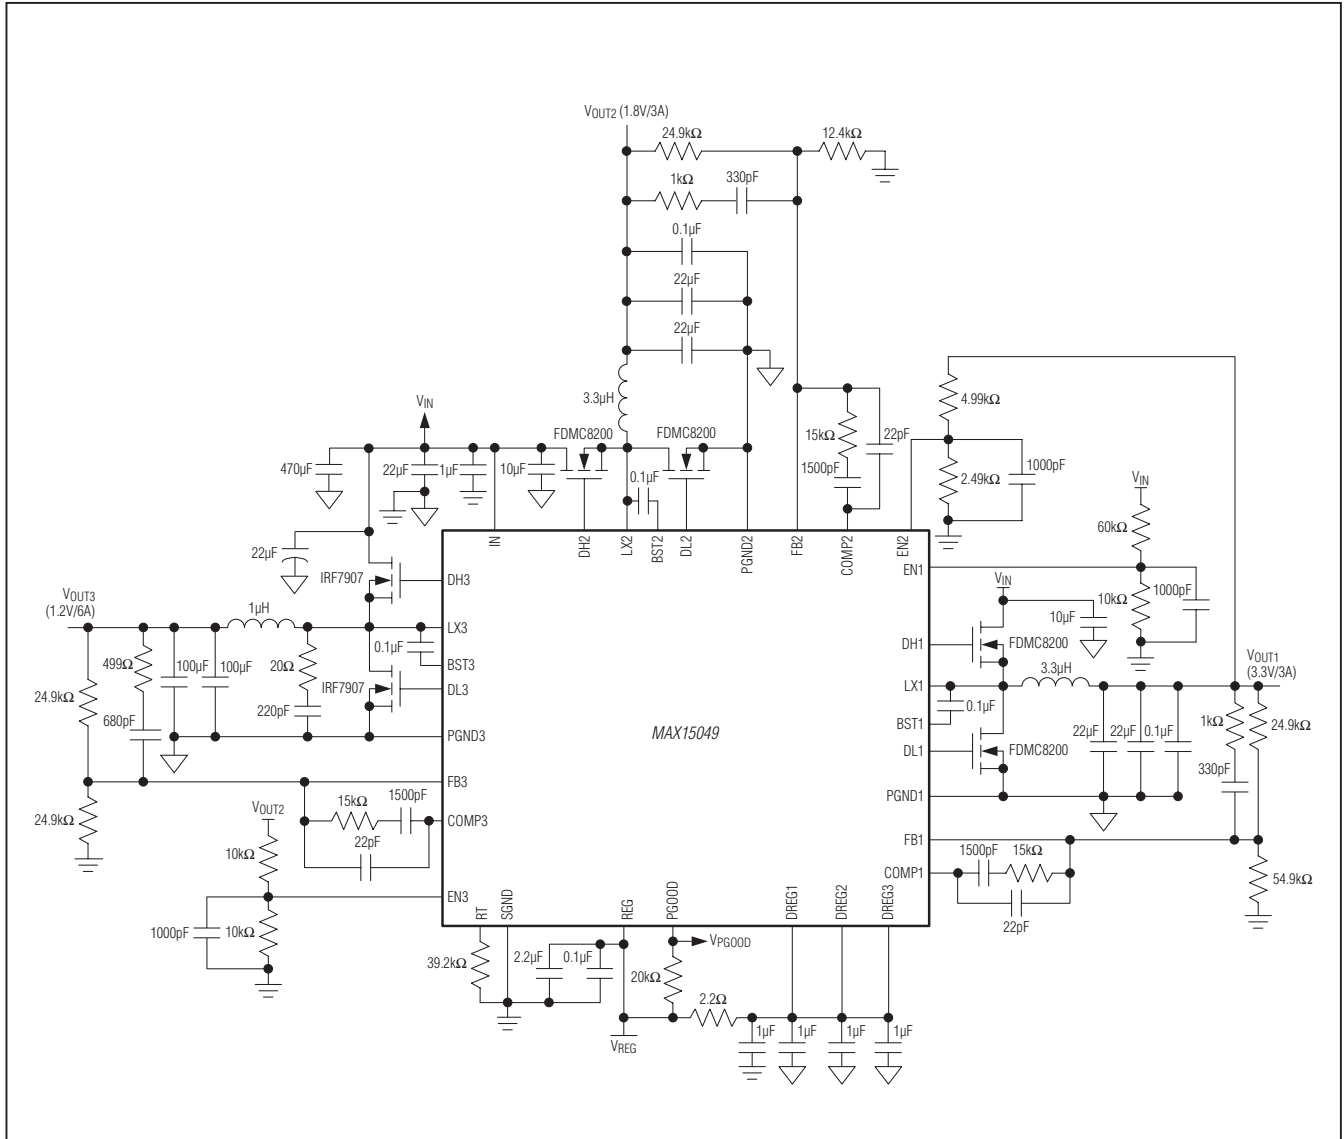 VOUT2 (1.8V/3A)
24.9kΩ
12.4kΩ
1kΩ
330pF
0.1µF
22µF
22µF
3.3µH
VIN
FDMC8200
FDMC8200
470µF
22µF
1µF
10µF
0.1µF
15kΩ
22pF
1500pF
4.99kΩ
2.49kΩ
1000pF
VIN
60kΩ
10kΩ
1000pF
IN
DH2
LX2
BST2
DL2
PGND2
FB2
COMP2
EN2
22µF
IRF7907
DH3
EN1
VIN
10µF
VOUT3
(1.2V/6A)
1µH
LX3
0.1µF
BST3
DH1
FDMC8200
3.3µH
VOUT1
(3.3V/3A)
499Ω
100µF
100µF
20Ω
IRF7907
DL3
LX1
0.1µF
BST1
24.9kΩ
680pF
220pF
PGND3
MAX15049
DL1
FDMC8200
22µF
22µF
0.1µF
1kΩ
24.9kΩ
330pF
PGND1
FB3
24.9kΩ
VOUT2
15kΩ
1500pF
COMP3
22pF
FB1
1500pF
15kΩ
COMP1
22pF
54.9kΩ
10kΩ
EN3
1000pF
10kΩ
RT
SGND
REG
PGOOD
DREG1
DREG2
DREG3
39.2kΩ
2.2µF
0.1µF
VPGOOD
20kΩ
2.2Ω
VREG
1µF
1µF
1µF
1µF